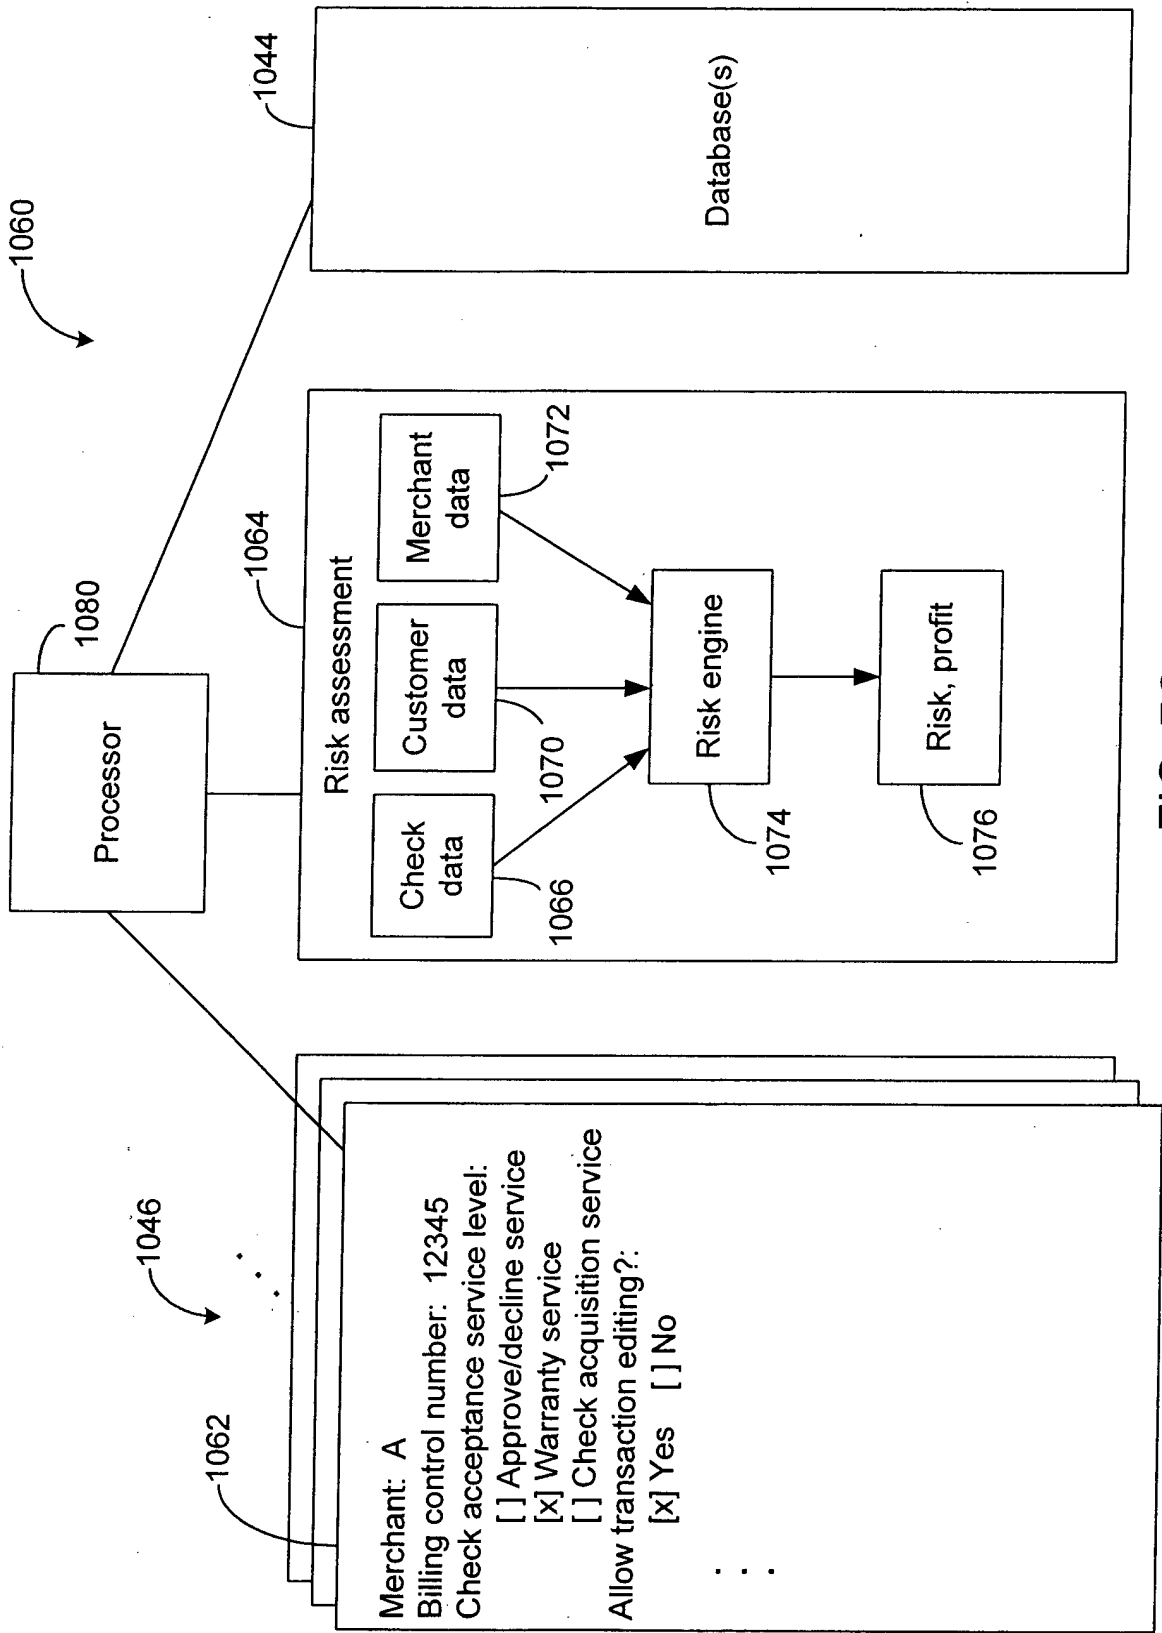 1060
1080
Processor
1046
1062
Merchant: A
Billing control number: 12345
Check acceptance service level:
[ ] Approve/decline service
[x] Warranty service
[ ] Check acquisition service
Allow transaction editing?:
[x] Yes [ ] No
. . .
1064
Risk assessment
Check
data
1066
Customer
data
1070
Merchant
data
1072
Risk engine
1074
Risk, profit
1076
1044
Database(s)